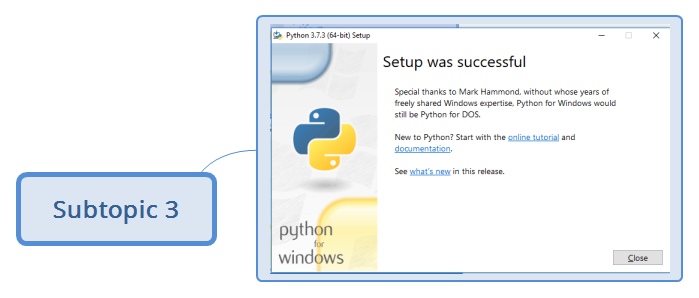 Python 3.7.3 (64-bit) Setup
Setup was successful
Special thanks to Mark Hammond, without whose years of
freely shared Windows expertise, Python for Windows would
still be Python for DOS.
New to Python? Start with the online tutorial and
documentation.
See what's new in this release.
Subtopic 3
python
for
windows
Close